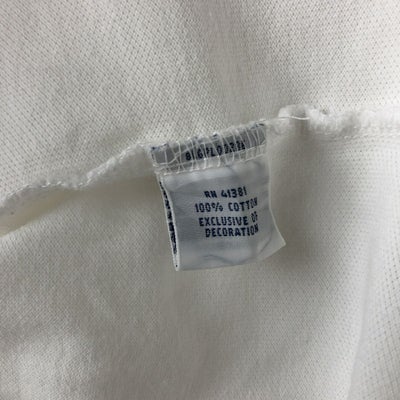 RN 41381
100% COTTON
EXCLUSIVE OF
DECORATION